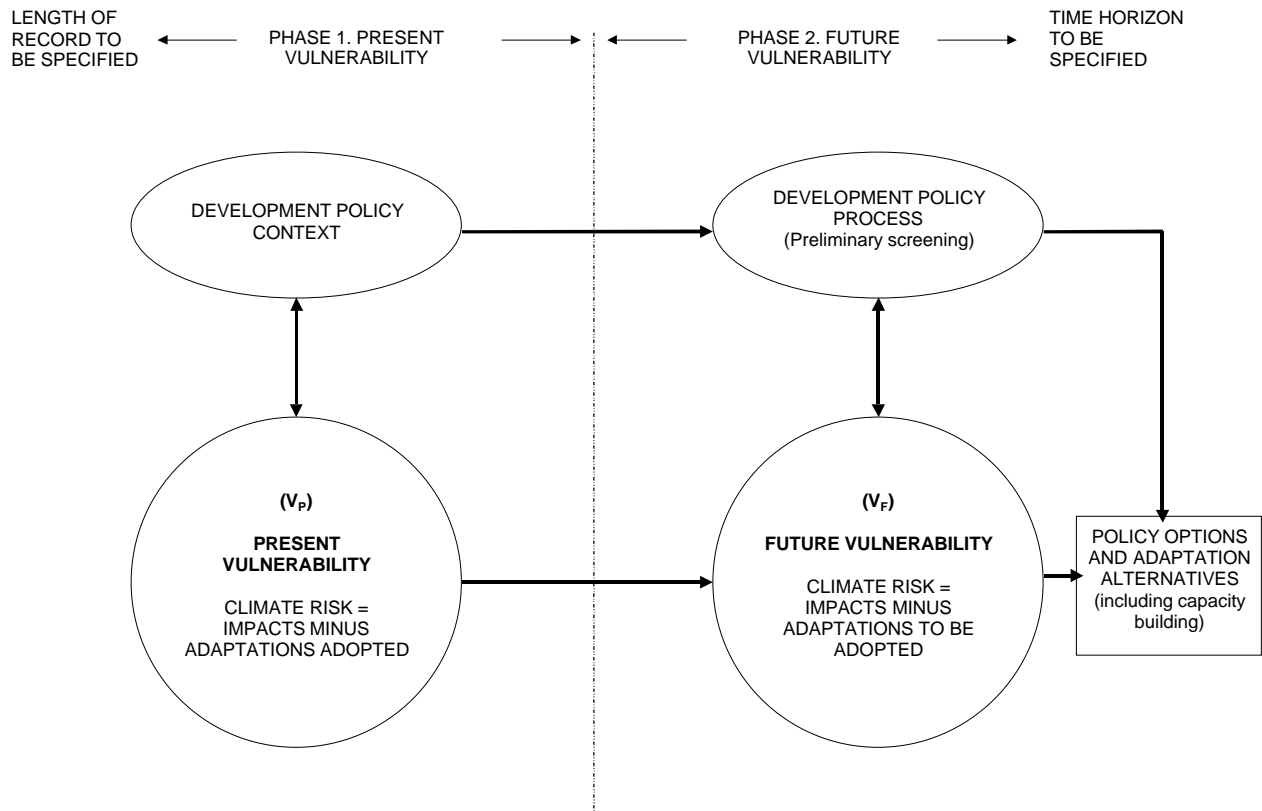 LENGTH OF
RECORD TO
BE SPECIFIED
PHASE 1. PRESENT
VULNERABILITY
PHASE 2. FUTURE
VULNERABILITY
TIME HORIZON
TO BE
SPECIFIED
DEVELOPMENT POLICY
CONTEXT
DEVELOPMENT POLICY
PROCESS
(Preliminary screening)
(VP)
PRESENT
VULNERABILITY
CLIMATE RISK =
IMPACTS MINUS
ADAPTATIONS ADOPTED
(VF)
FUTURE VULNERABILITY
CLIMATE RISK =
IMPACTS MINUS
ADAPTATIONS TO BE
ADOPTED
POLICY OPTIONS
AND ADAPTATION
ALTERNATIVES
(including capacity
building)